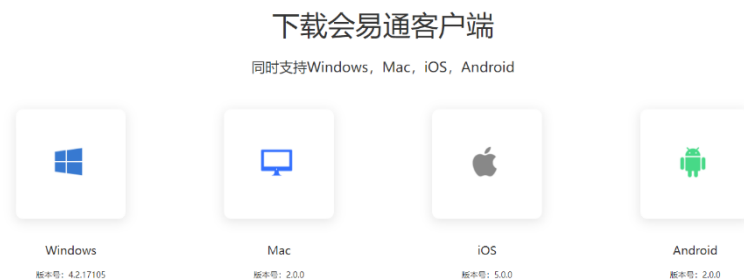 下载会易通客户端
同时支持Windows，Mac，iOS，Android
Windows
Mac
iOS
Android
版本号：4.2.17105
版本号：2.0.0
版本号：5.0.0
版本号：2.0.0